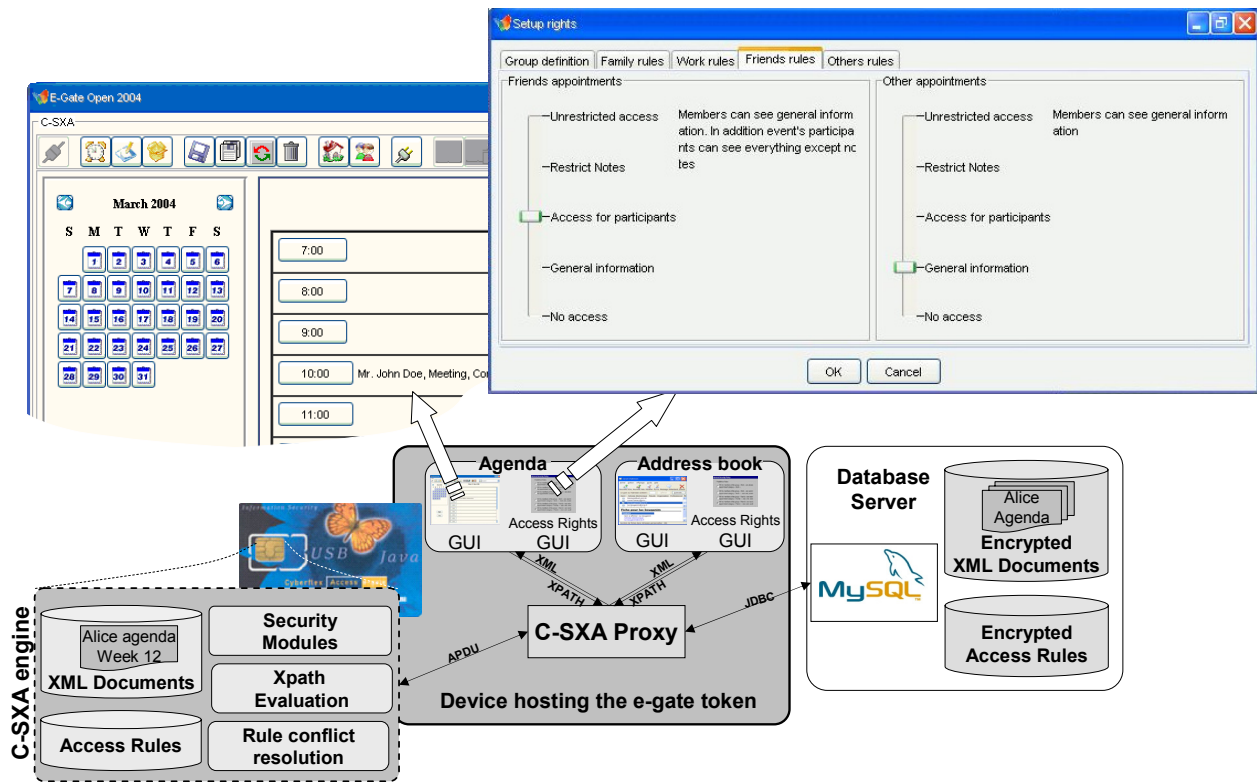 Setup rights
Group definition
Family rules
Work rules
Friends rules
Others rules
Friends appointments
Unrestricted access
Restrict Notes
Access for participants
General information
No access
Members can see general inform
ation. In addition event's participa
nts can see everything except nc
tes
Other appointments
Unrestricted access
Restrict Notes
Access for participants
General information
No access
Members can see general inform
ation
OK
Cancel
E-Gate Open 2004
C-SXA
March 2004
S M T W T F S
1 2 3 4 5 6
7 8 9 10 11 12 13
14 15 16 17 18 19 20
21 22 23 24 25 26 27
28 29 30 31
7:00
8:00
9:00
10:00 Mr. John Doe, Meeting, Cor
11:00
Agenda
Access Rights
GUI GUI
Address book
Access Rights
GUI GUI
XML
XPATH
XML
XPATH
C-SXA Proxy
APDU
JDBC
Device hosting the e-gate token
Database
Server
MySQL
TM
Alice
Agenda
Encrypted
XML Documents
Encrypted
Access Rules
Information Security
USB
Java
Cyberflex Access
C-SXA engine
Alice agenda
Week 12
XML Documents
Access Rules
Security
Modules
Xpath
Evaluation
Rule conflict
resolution